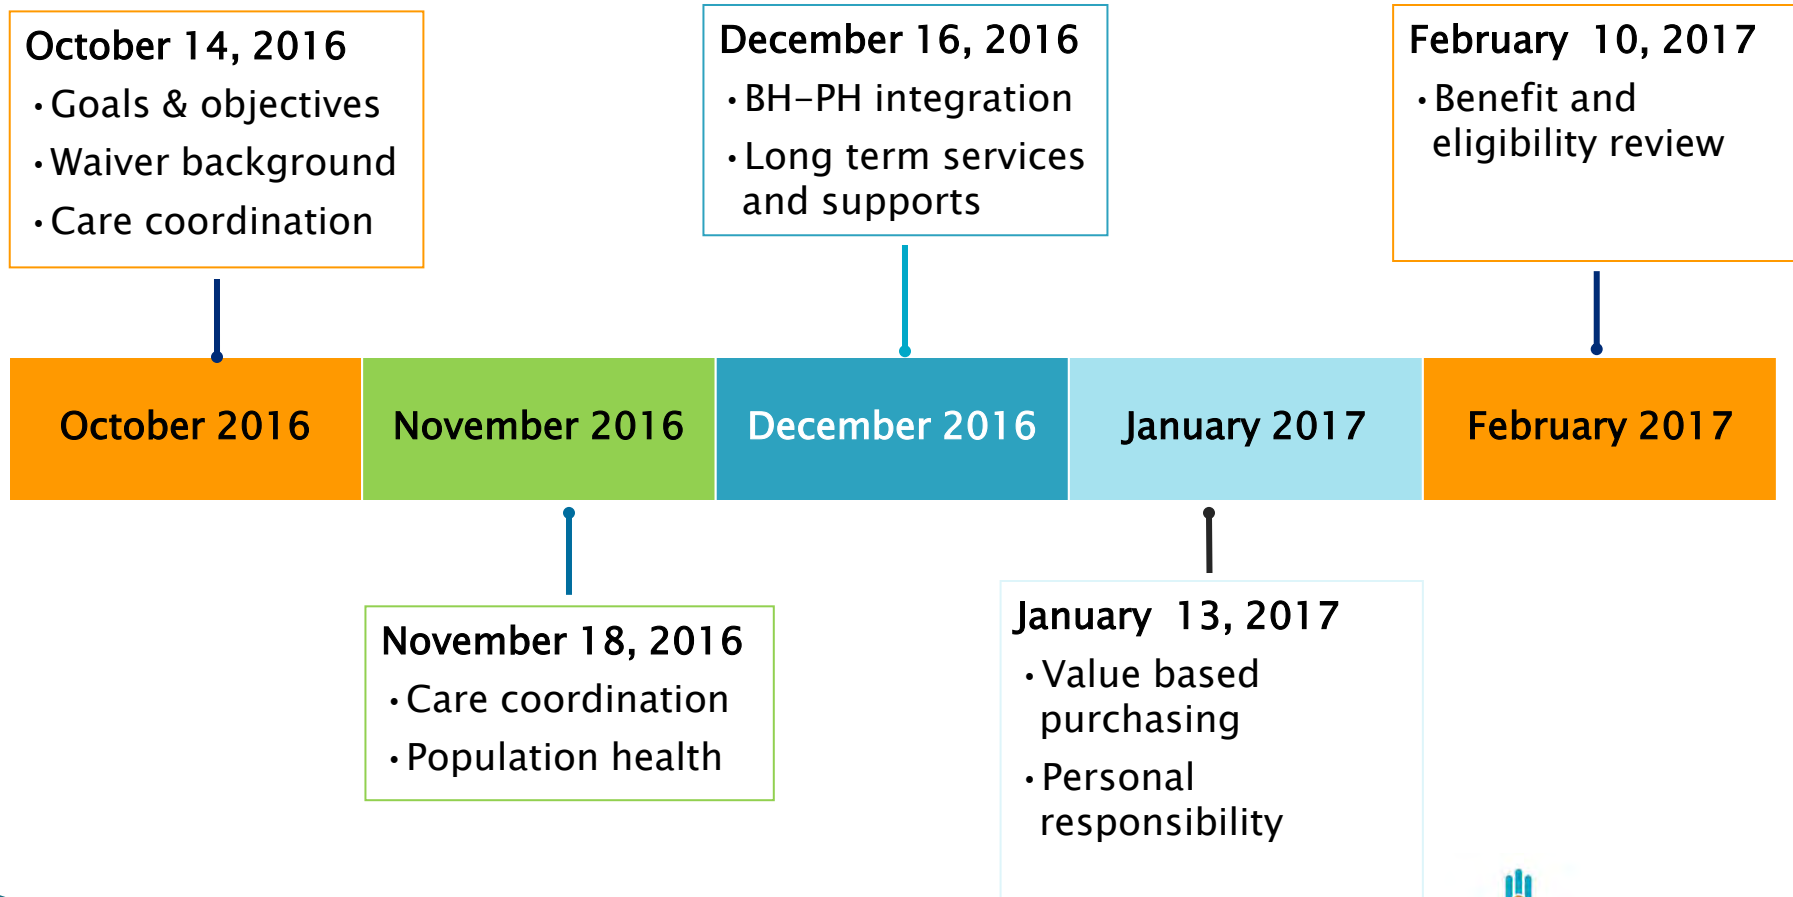 October 14, 2016
· Goals & objectives
· Waiver background
· Care coordination
December 16, 2016
· BH-PH integration
· Long term services
and supports
February 10, 2017
· Benefit and
eligibility review
October 2016
November 2016
December 2016
January 2017
February 2017
November 18, 2016
· Care coordination
· Population health
January 13, 2017
· Value based
purchasing
· Personal
responsibility